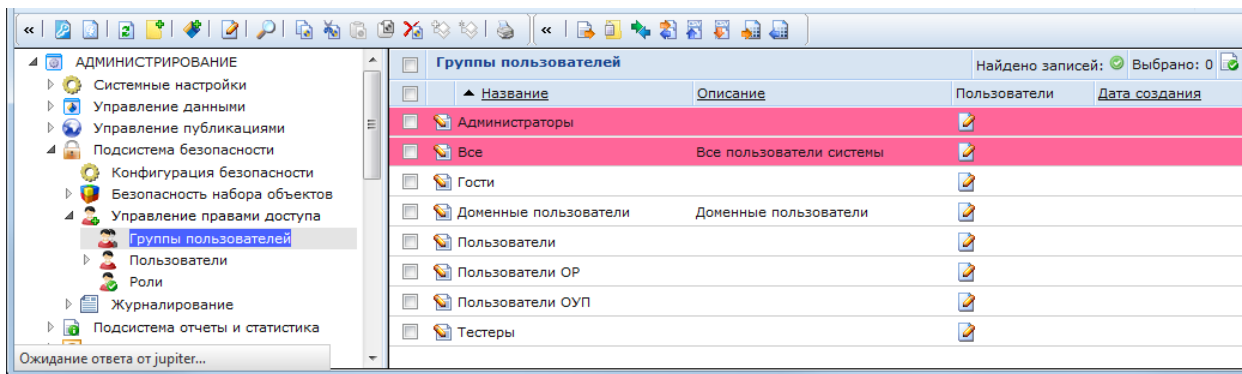 АДМИНИСТРИРОВАНИЕ
Системные настройки
Управление данными
Управление публикациями
Подсистема безопасности
Конфигурация безопасности
Безопасность набора объектов
Управление правами доступа
Группы пользователей
Пользователи
Роли
Журналирование
Подсистема отчеты и статистика
Ожидание ответа от jupiter...
Группы пользователей Найдено записей: Выбрано: 0
Название Описание Пользователи Дата создания
Администраторы
Все Все пользователи системы
Гости
Доменные пользователи Доменные пользователи
Пользователи
Пользователи ОР
Пользователи ОУП
Тестеры